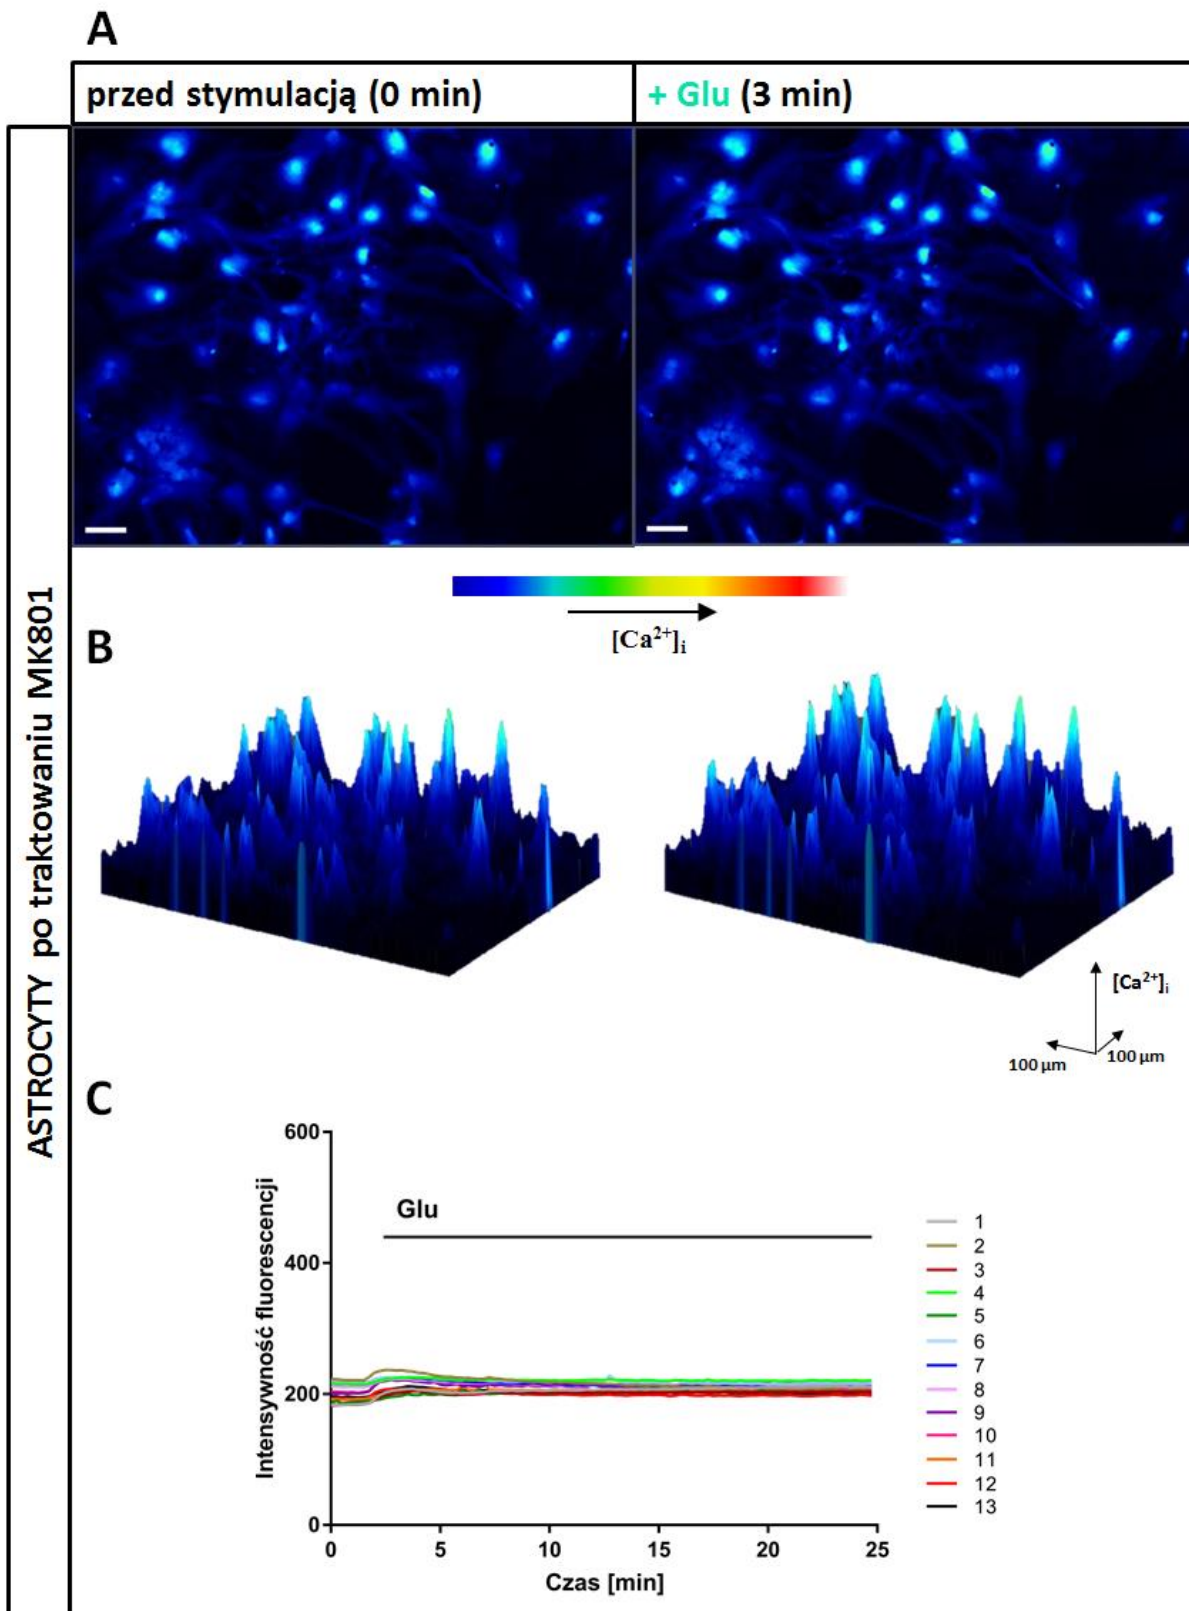 A
przed stymulacją (0 min)
+ Glu (3 min)
ASTROCYTY po traktowaniu MK801
[Ca²⁺]ᵢ
B
[Ca²⁺]ᵢ
100 µm
100 µm
C
Intensywność fluorescencji
600
400
200
0
Glu
0 5 10 15 20 25
Czas [min]
1
2
3
4
5
6
7
8
9
10
11
12
13